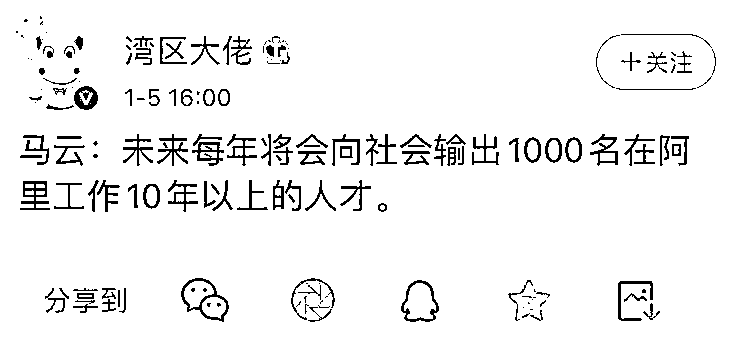 湾区大佬
1-5 16:00
+关注
马云：未来每年将会向社会输出1000名在阿
里工作10年以上的人才。
分享到